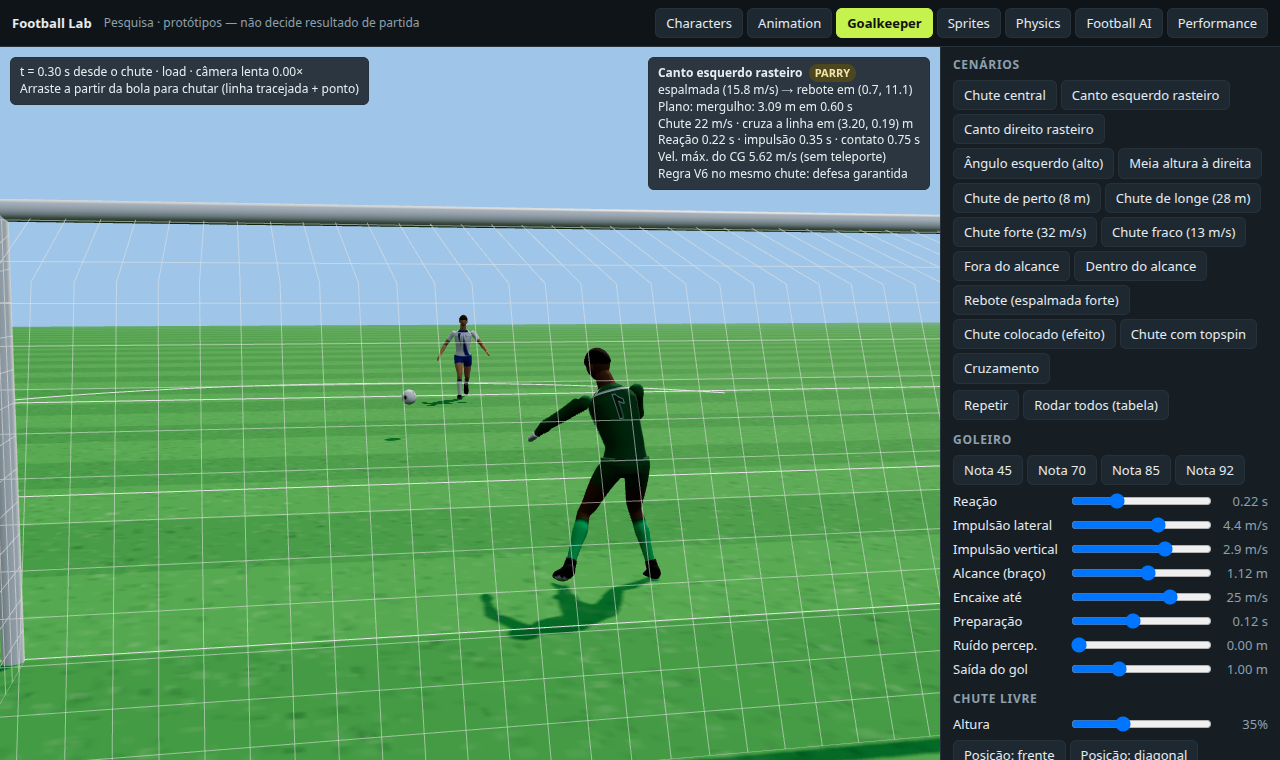 Football Lab Pesquisa · protótipos — não decide resultado de partida Characters Animation Goalkeeper Sprites Physics Football AI Performance
t = 0.30 s desde o chute · load · câmera lenta 0.00×
Arraste a partir da bola para chutar (linha tracejada + ponto)
Canto esquerdo rasteiro PARRY
espalmada (15.8 m/s) → rebote em (0.7, 11.1)
Plano: mergulho: 3.09 m em 0.60 s
Chute 22 m/s · cruza a linha em (3.20, 0.19) m
Reação 0.22 s · impulsão 0.35 s · contato 0.75 s
Vel. máx. do CG 5.62 m/s (sem teleporte)
Regra V6 no mesmo chute: defesa garantida
1
CENÁRIOS
Chute central Canto esquerdo rasteiro
Canto direito rasteiro
Ângulo esquerdo (alto) Meia altura à direita
Chute de perto (8 m) Chute de longe (28 m)
Chute forte (32 m/s) Chute fraco (13 m/s)
Fora do alcance Dentro do alcance
Rebote (espalmada forte)
Chute colocado (efeito) Chute com topspin
Cruzamento
Repetir Rodar todos (tabela)
GOLEIRO
Nota 45 Nota 70 Nota 85 Nota 92
Reação 0.22 s
Impulsão lateral 4.4 m/s
Impulsão vertical 2.9 m/s
Alcance (braço) 1.12 m
Encaixe até 25 m/s
Preparação 0.12 s
Ruído percep. 0.00 m
Saída do gol 1.00 m
CHUTE LIVRE
Altura 35%
Posição: frente Posição: diagonal